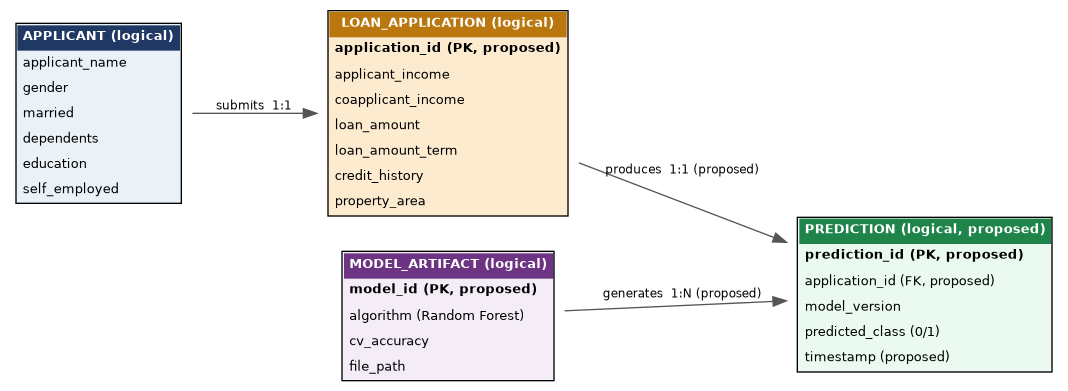 APPLICANT (logical)
applicant_name
gender
married
dependents
education
self_employed
submits 1:1
LOAN_APPLICATION (logical)
application_id (PK, proposed)
applicant_income
coapplicant_income
loan_amount
loan_amount_term
credit_history
property_area
produces 1:1 (proposed)
MODEL_ARTIFACT (logical)
model_id (PK, proposed)
algorithm (Random Forest)
cv_accuracy
file_path
generates 1:N (proposed)
PREDICTION (logical, proposed)
prediction_id (PK, proposed)
application_id (FK, proposed)
model_version
predicted_class (0/1)
timestamp (proposed)